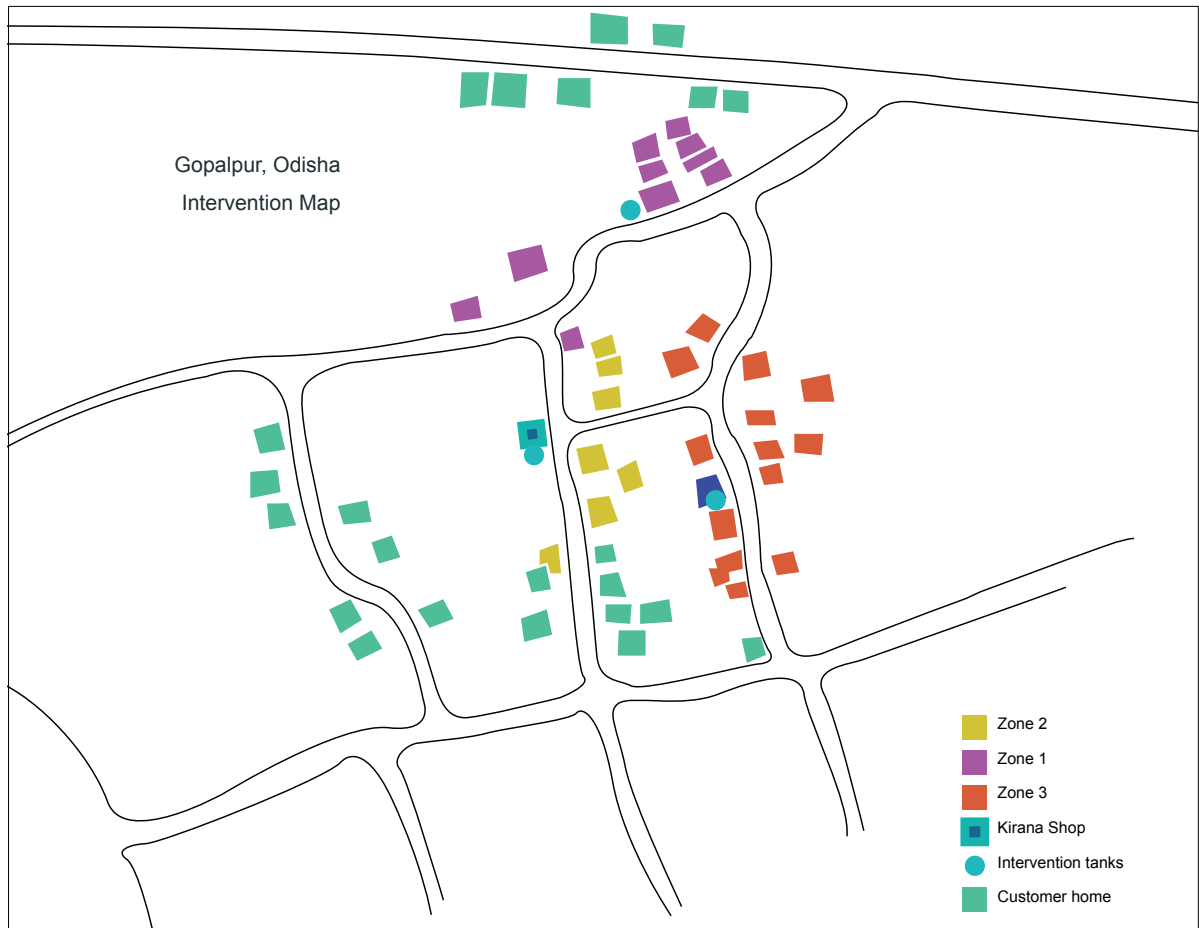 Gopalpur, Odisha
Intervention Map
Zone 2
Zone 1
Zone 3
Kirana Shop
Intervention tanks
Customer home